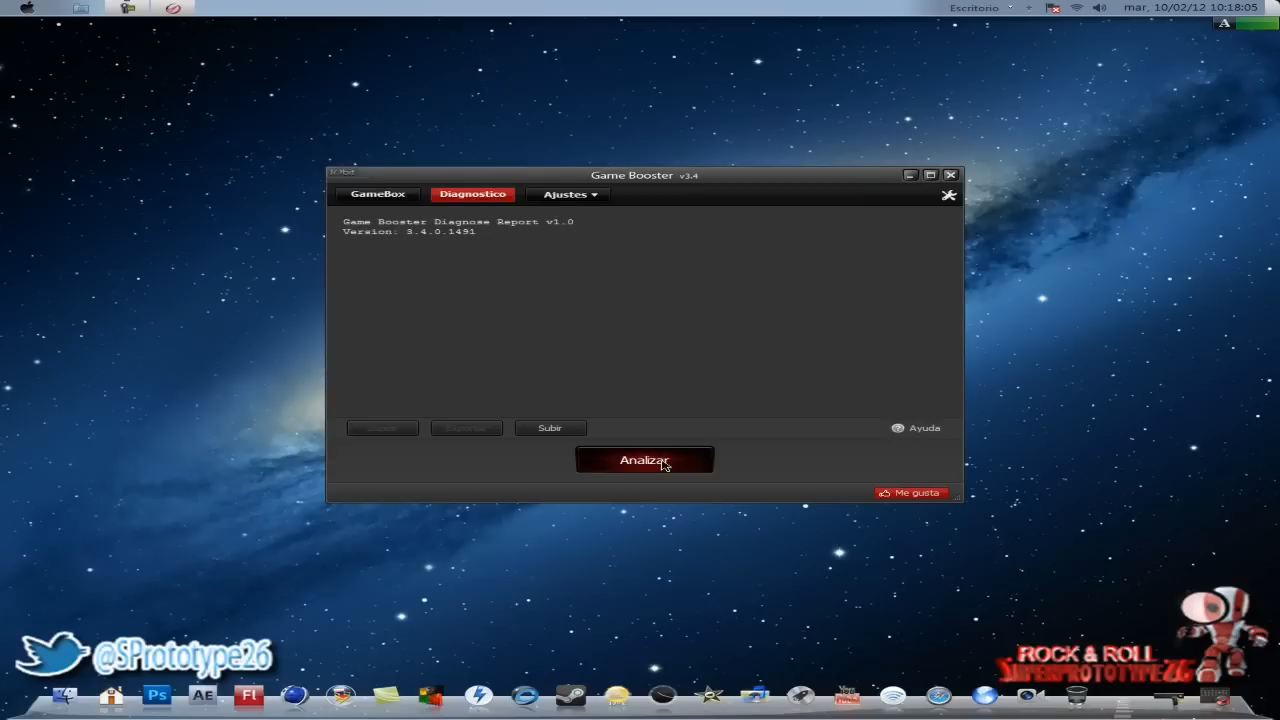 Escritorio
mar, 10/02/12 10:18:05
A
Game Booster v3.4
GameBox
Diagnostico
Ajustes
Game Booster Diagnose Report v1.0
Version: 3.4.0.1491
Subir
Ayuda
Analizar
Me gusta
@SPrototype26
ROCK & ROLL
SUPERPROTOTYPE26
Ps
AE
Fl
You